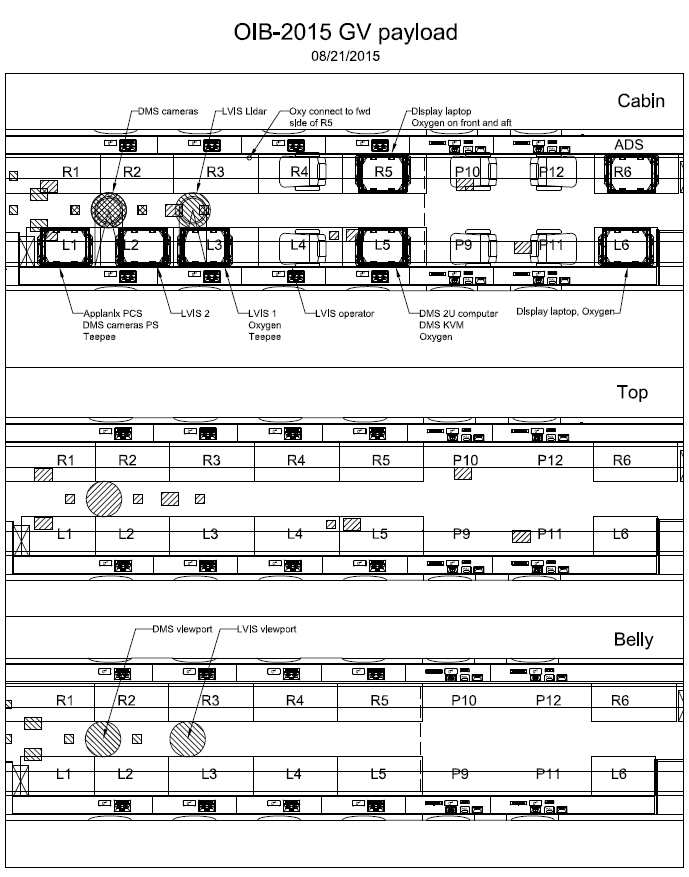 OIB-2015 GV payload
08/21/2015
Cabin
DMS cameras
LVIS Lidar
Oxy connect to fwd
side of R5
Display laptop
Oxygen on front and aft
ADS
R1 R2 R3 R4 R5 P10 P12 R6
L1 L2 L3 L4 L5 P9 P11 L6
Applanix PCS
DMS cameras PS
Teepee
LVIS 2
LVIS 1
Oxygen
Teepee
LVIS operator
DMS 2U computer
DMS KVM
Oxygen
Display laptop, Oxygen
Top
R1 R2 R3 R4 R5 P10 P12 R6
L1 L2 L3 L4 L5 P9 P11 L6
DMS viewport
LVIS viewport
Belly
R1 R2 R3 R4 R5 P10 P12 R6
L1 L2 L3 L4 L5 P9 P11 L6